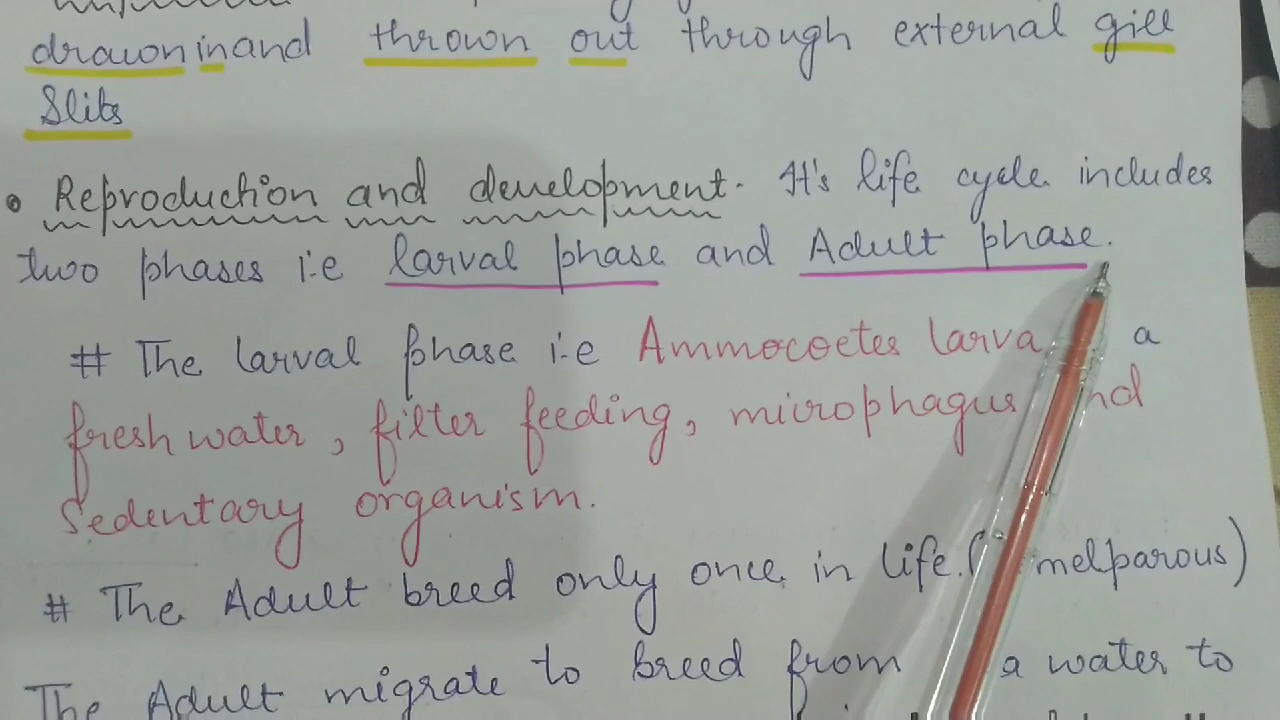 drawn in and thrown out through external gill
Slits
• Reproduction and development. It's life cycle includes
two phases i.e larval phase and Adult phase.
# The larval phase i.e Ammocoetes larva a
fresh water, filter feeding, microphagus nd
Sedentary organism.
# The Adult breed only once in life. ( melparous)
The Adult migrate to breed from a water to